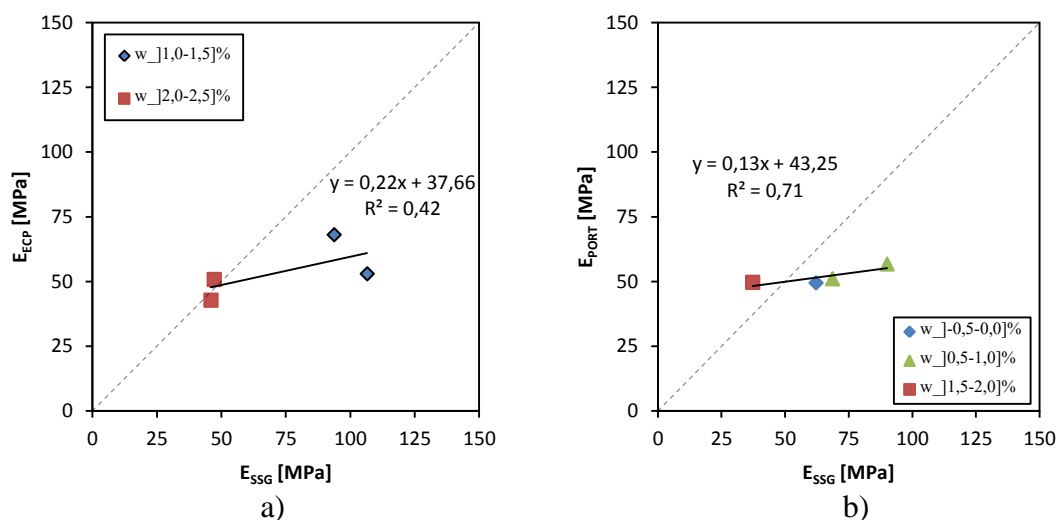 150
125
100
75
50
25
0
E_ECP [MPa]
w_]1,0-1,5]%
w_]2,0-2,5]%
y = 0,22x + 37,66
R² = 0,42
0 25 50 75 100 125 150
E_SSG [MPa]
a)
150
125
100
75
50
25
0
E_PORT [MPa]
y = 0,13x + 43,25
R² = 0,71
w_]-0,5-0,0]%
w_]0,5-1,0]%
w_]1,5-2,0]%
0 25 50 75 100 125 150
E_SSG [MPa]
b)